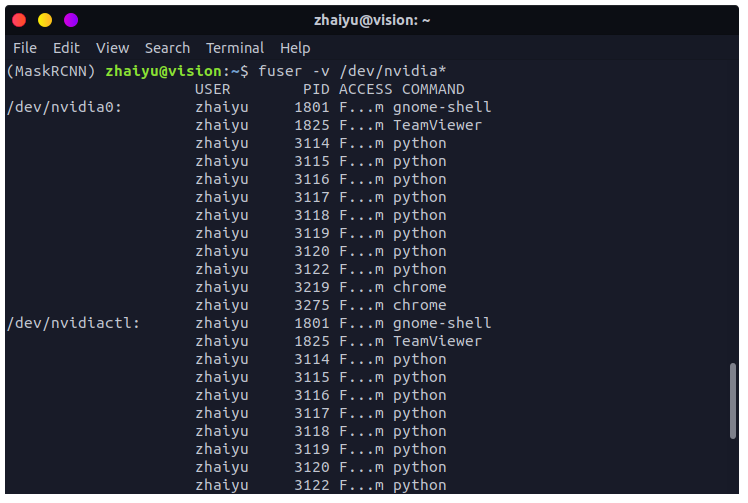 zhaiyu@vision: ~
File Edit View Search Terminal Help
(MaskRCNN) zhaiyu@vision:~$ fuser -v /dev/nvidia*
USER PID ACCESS COMMAND
/dev/nvidia0: zhaiyu 1801 F...m gnome-shell
zhaiyu 1825 F...m TeamViewer
zhaiyu 3114 F...m python
zhaiyu 3115 F...m python
zhaiyu 3116 F...m python
zhaiyu 3117 F...m python
zhaiyu 3118 F...m python
zhaiyu 3119 F...m python
zhaiyu 3120 F...m python
zhaiyu 3122 F...m python
zhaiyu 3219 F...m chrome
zhaiyu 3275 F...m chrome
/dev/nvidiactl: zhaiyu 1801 F...m gnome-shell
zhaiyu 1825 F...m TeamViewer
zhaiyu 3114 F...m python
zhaiyu 3115 F...m python
zhaiyu 3116 F...m python
zhaiyu 3117 F...m python
zhaiyu 3118 F...m python
zhaiyu 3119 F...m python
zhaiyu 3120 F...m python
zhaiyu 3122 F...m python